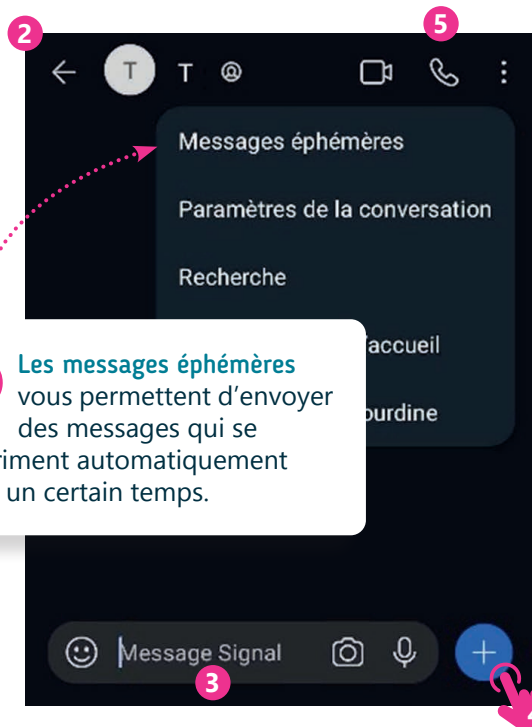 2
5
T T
Messages éphémères
Paramètres de la conversation
Recherche
accueil
ourdine
Les messages éphémères
vous permettent d’envoyer
des messages qui se
riment automatiquement
un certain temps.
Message Signal
3